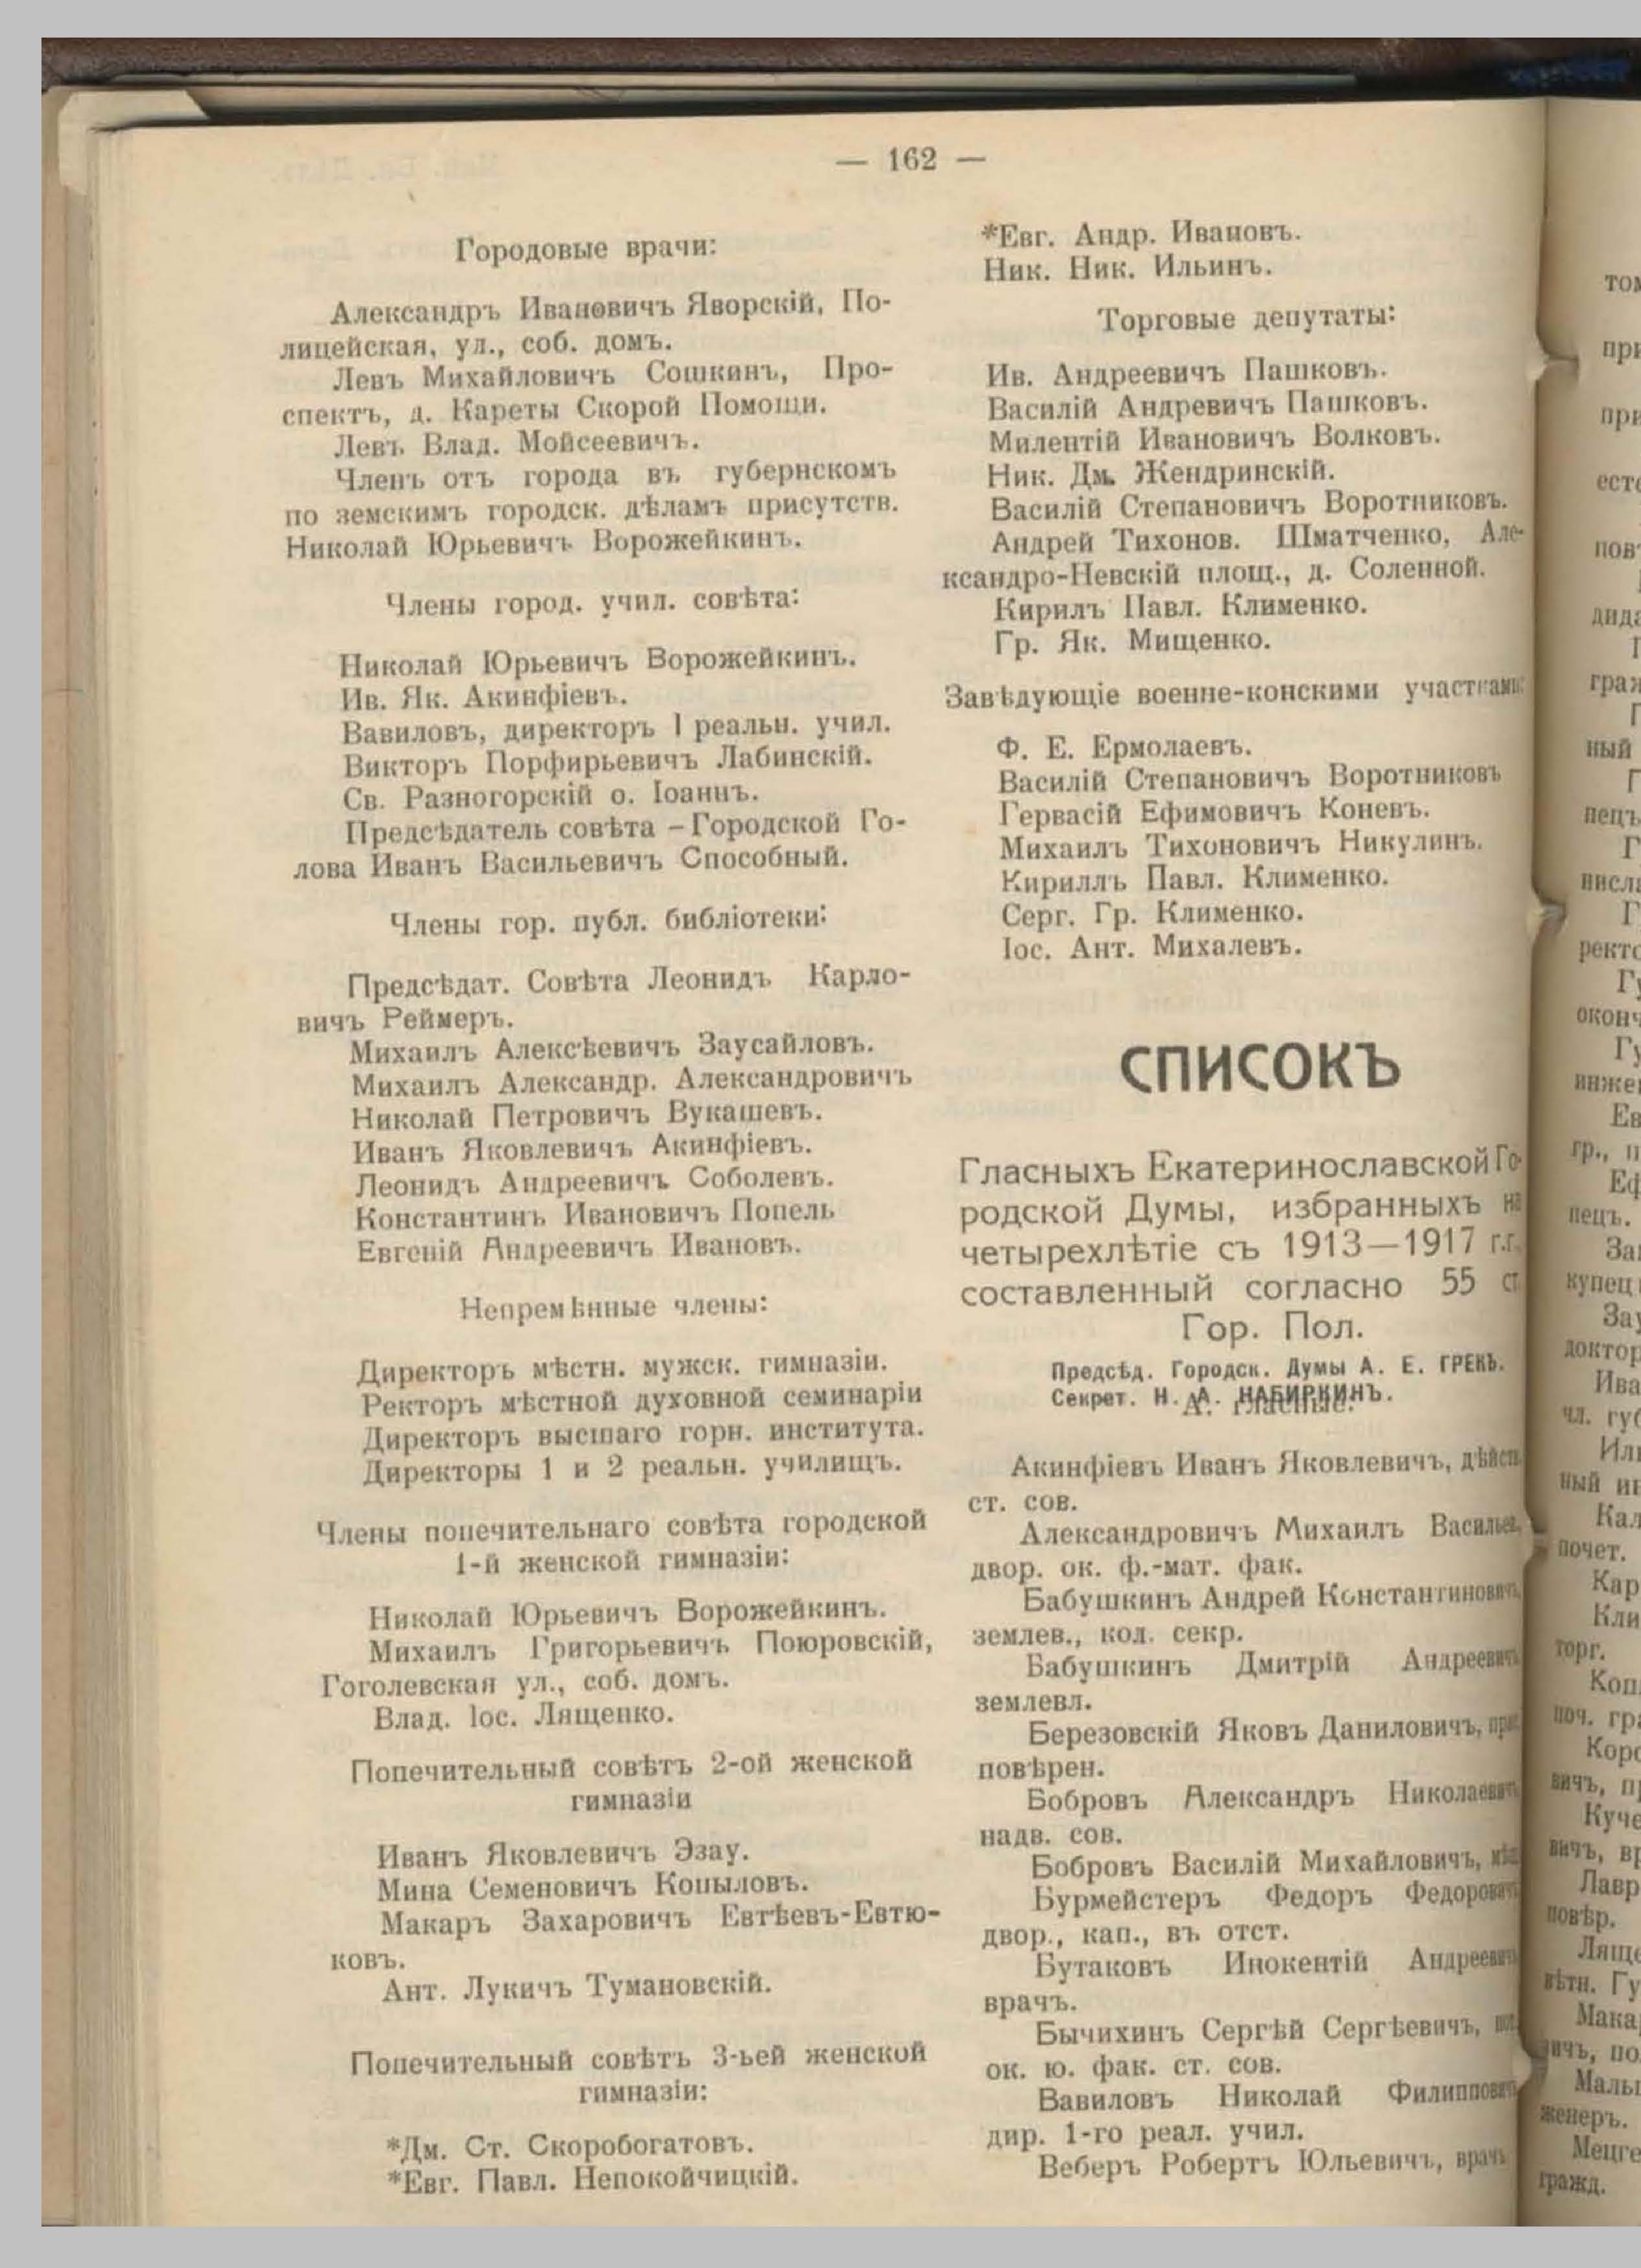 — 162 —
Городовые врачи:
Александръ Ивановичъ Яворскій, По-
лицейская, ул., соб. домъ.
Левъ Михайловичъ Сошкинъ, Про-
спектъ, д. Кареты Скорой Помощи.
Левъ Влад. Мойсеевичъ.
Членъ отъ города въ губернскомъ
по земскимъ городск. дѣламъ присутств.
Николай Юрьевичъ Ворожейкинъ.
Члены город. учил. совѣта:
Николай Юрьевичъ Ворожейкинъ.
Ив. Як. Акинфіевъ.
Вавиловъ, директоръ I реальн. учил.
Викторъ Порфирьевичъ Лабинскій.
Св. Разногорскій о. Іоаннъ.
Предсѣдатель совѣта – Городской Го-
лова Иванъ Васильевичъ Способный.
Члены гор. публ. библіотеки:
Предсѣдат. Совѣта Леонидъ Карло-
вичъ Реймеръ.
Михаилъ Алексѣевичъ Заусайловъ.
Михаилъ Александр. Александровичъ
Николай Петровичъ Вукашевъ.
Иванъ Яковлевичъ Акинфіевъ.
Леонидъ Андреевичъ Соболевъ.
Константинъ Ивановичъ Попель
Евгеній Андреевичъ Ивановъ.
Непремѣнные члены:
Директоръ мѣстн. мужск. гимназіи.
Ректоръ мѣстной духовной семинаріи
Директоръ высшаго горн. института.
Директоры 1 и 2 реальн. училищъ.
Члены попечительнаго совѣта городской
1-й женской гимназіи:
Николай Юрьевичъ Ворожейкинъ.
Михаилъ Григорьевичъ Поюровскій,
Гоголевская ул., соб. домъ.
Влад. Іос. Лященко.
Попечительный совѣтъ 2-ой женской
гимназіи
Иванъ Яковлевичъ Эзау.
Мина Семеновичъ Копыловъ.
Макаръ Захаровичъ Евтѣевъ-Евтю-
ковъ.
Ант. Лукичъ Тумановскій.
Попечительный совѣтъ 3-ьей женской
гимназіи:
*Дм. Ст. Скоробогатовъ.
*Евг. Павл. Непокойчицкій.
*Евг. Андр. Ивановъ.
Ник. Ник. Ильинъ.
Торговые депутаты:
Ив. Андреевичъ Пашковъ.
Василій Андревичъ Пашковъ.
Милентій Ивановичъ Волковъ.
Ник. Дм. Жендринскій.
Василій Степановичъ Воротниковъ.
Андрей Тихонов. Шматченко, Але-
ксандро-Невскій площ., д. Соленной.
Кирилъ Павл. Клименко.
Гр. Як. Мищенко.
Завѣдующіе военне-конскими участками:
Ф. Е. Ермолаевъ.
Василій Степановичъ Воротниковъ
Гервасій Ефимовичъ Коневъ.
Михаилъ Тихоновичъ Никулинъ.
Кириллъ Павл. Клименко.
Серг. Гр. Клименко.
Іос. Ант. Михалевъ.
СПИСОКЪ
Гласныхъ Екатеринославской Го-
родской Думы, избранныхъ на
четырехлѣтіе съ 1913—1917 г.г.
составленный согласно 55 ст.
Гор. Пол.
Предсѣд. Городск. Думы А. Е. ГРЕКЪ.
Секрет. Н. А. НАБИРКИНЪ.
А. Гласные.
Акинфіевъ Иванъ Яковлевичъ, дѣйст.
ст. сов.
Александровичъ Михаилъ Васильев.
двор. ок. ф.-мат. фак.
Бабушкинъ Андрей Константиновичъ
землев., кол. секр.
Бабушкинъ Дмитрій Андреевичъ
землевл.
Березовскій Яковъ Даниловичъ, прис.
повѣрен.
Бобровъ Александръ Николаевичъ
надв. сов.
Бобровъ Василій Михайловичъ, мѣщ.
Бурмейстеръ Федоръ Федоровичъ
двор., кап., въ отст.
Бутаковъ Инокентій Андреевичъ
врачъ.
Бычихинъ Сергѣй Сергѣевичъ,
ок. ю. фак. ст. сов.
Вавиловъ Николай Филипповичъ
дир. 1-го реал. учил.
Веберъ Робертъ Юльевичъ, врачъ